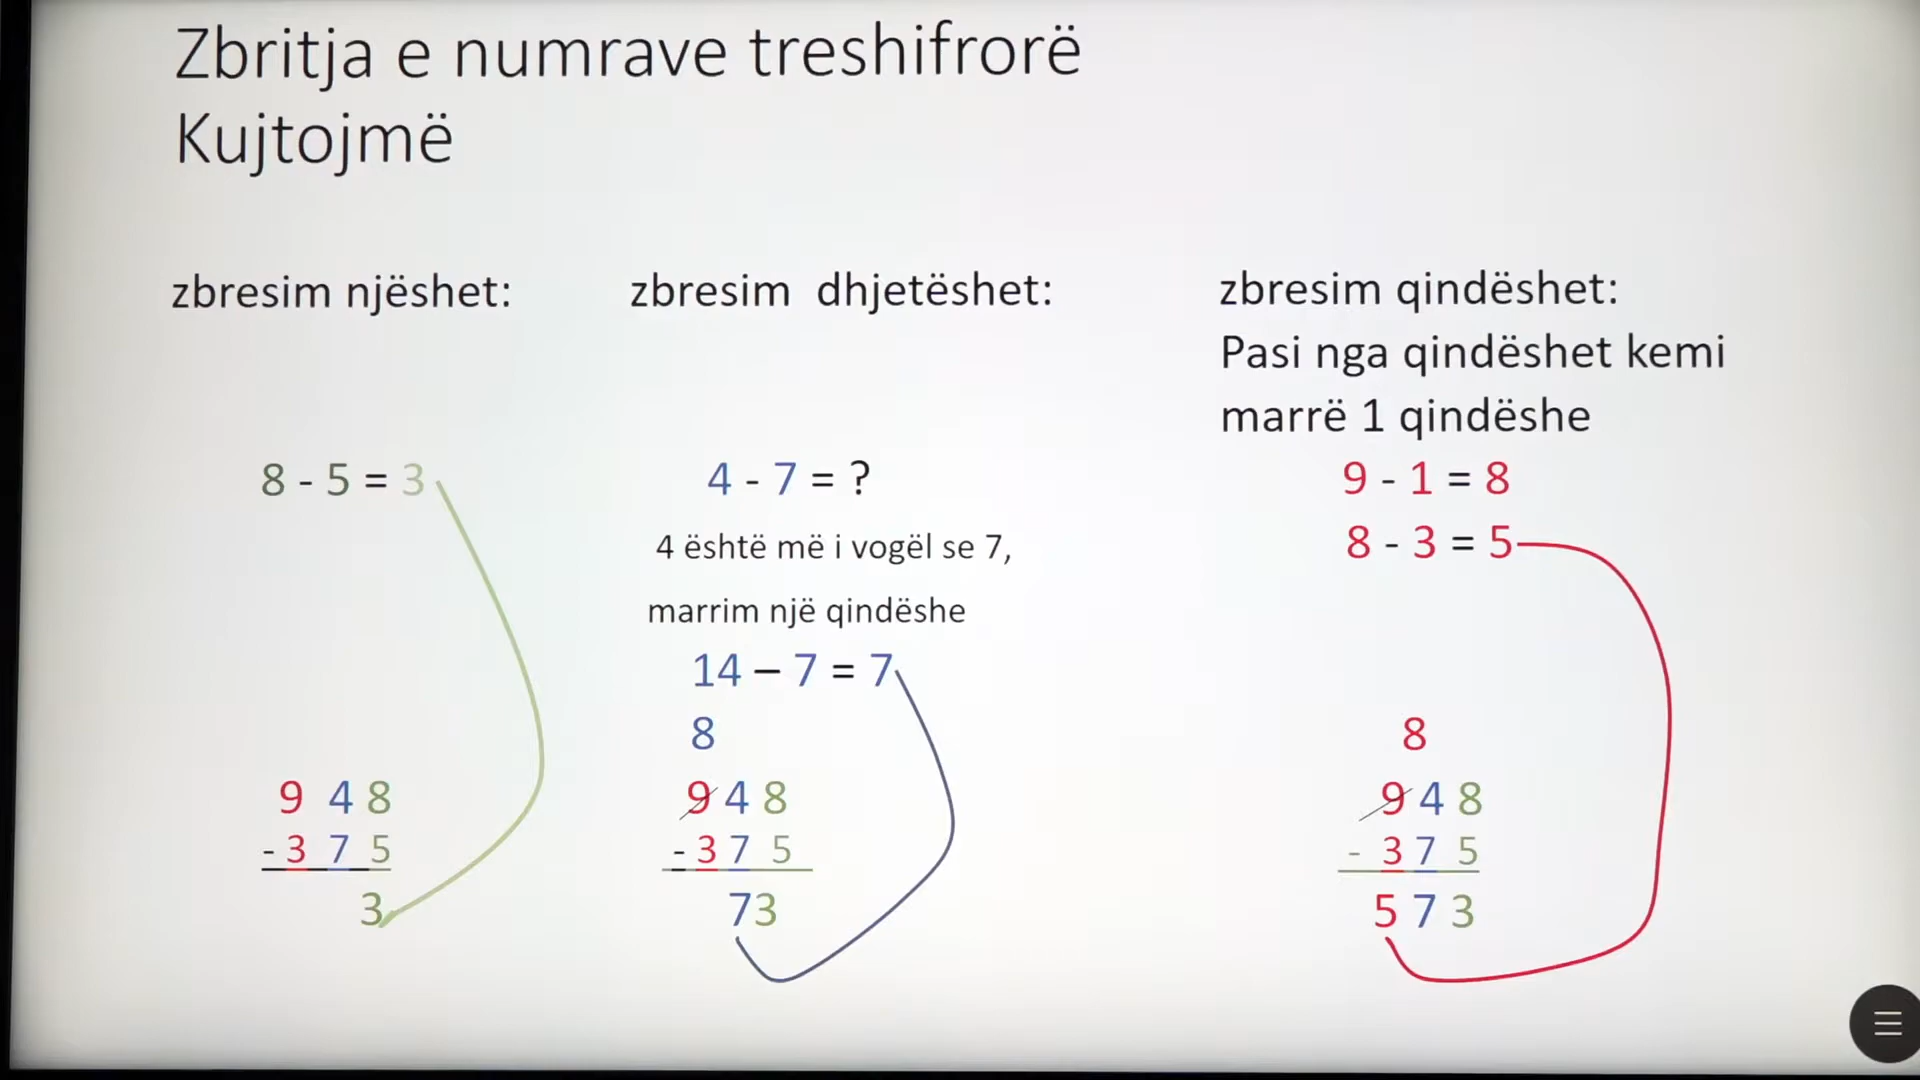 Zbritja e numrave treshifrorë
Kujtojmë
zbresim njëshet:
8 - 5 = 3
9 4 8
- 3 7 5
3
zbresim dhjetëshet:
4 - 7 = ?
4 është më i vogël se 7,
marrim një qindëshe
14 – 7 = 7
8
9 4 8
- 3 7 5
73
zbresim qindëshet:
Pasi nga qindëshet kemi
marrë 1 qindëshe
9 - 1 = 8
8 - 3 = 5
8
9 4 8
- 3 7 5
5 7 3